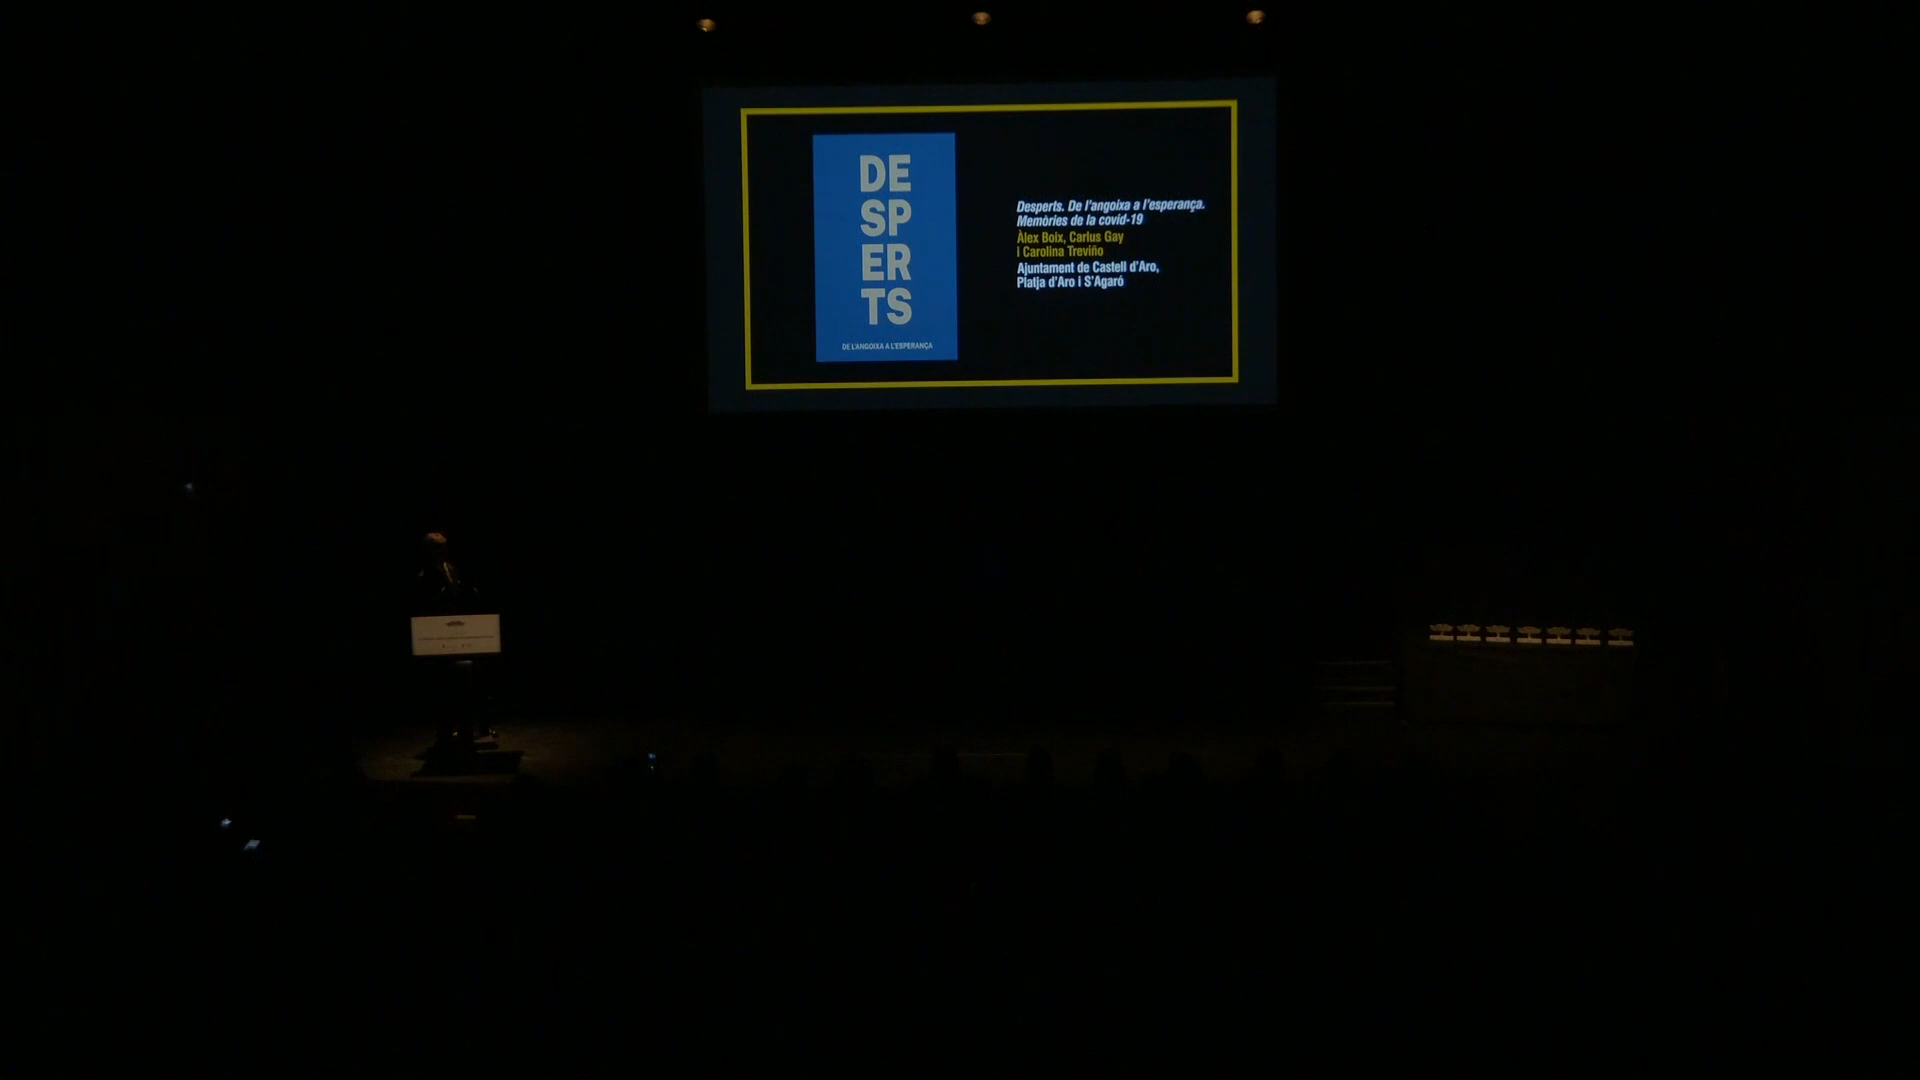 DE
SP
ER
TS
DE L'ANGOIXA A L'ESPERANÇA
Desperts. De l'angoixa a l'esperança.
Memòries de la covid-19
Àlex Boix, Carlus Gay
i Carolina Treviño
Ajuntament de Castell d'Aro,
Platja d'Aro i S'Agaró